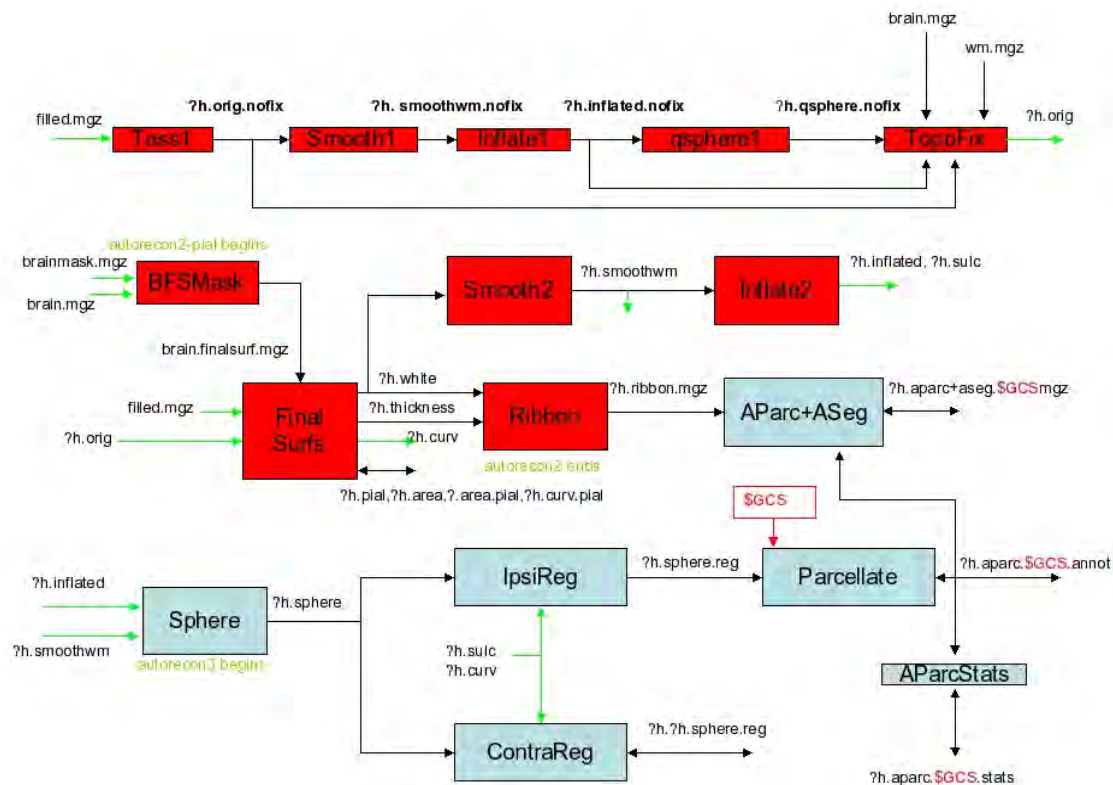 brain.mgz
wm.mgz
?h.orig.nofix
?h. smoothwm.nofix
?h.inflated.nofix
?h.qsphere.nofix
filled.mgz
?h.orig
Tess1
Smooth1
Inflate1
qsphere1
TopoFix
autorecon2-pial begins
brainmask.mgz
BFSMask
brain.mgz
Smooth2
?h.smoothwm
Inflate2
?h.inflated, ?h.sulc
brain.finalsurf.mgz
?h.white
?h.ribbon.mgz
?h.aparc+aseg.$GCSmgz
filled.mgz
Final
.Surfs
?h.thickness
Ribbon
AParc+ASeg
?h.orig
?h.curv
autorecon2 ends
?h.pial,?h.area,?.area.pial,?h.curv.pial
$GCS
?h.inflated
Sphere
?h.sphere
IpsiReg
?h.sphere.reg
Parcellate
?h.aparc.$GCS.annot
?h.smoothwm
autorecon3 begins
?h.sulc
?h.curv
AParcStats
ContraReg
?h.?h.sphere.reg
?h.aparc.$GCS.stats